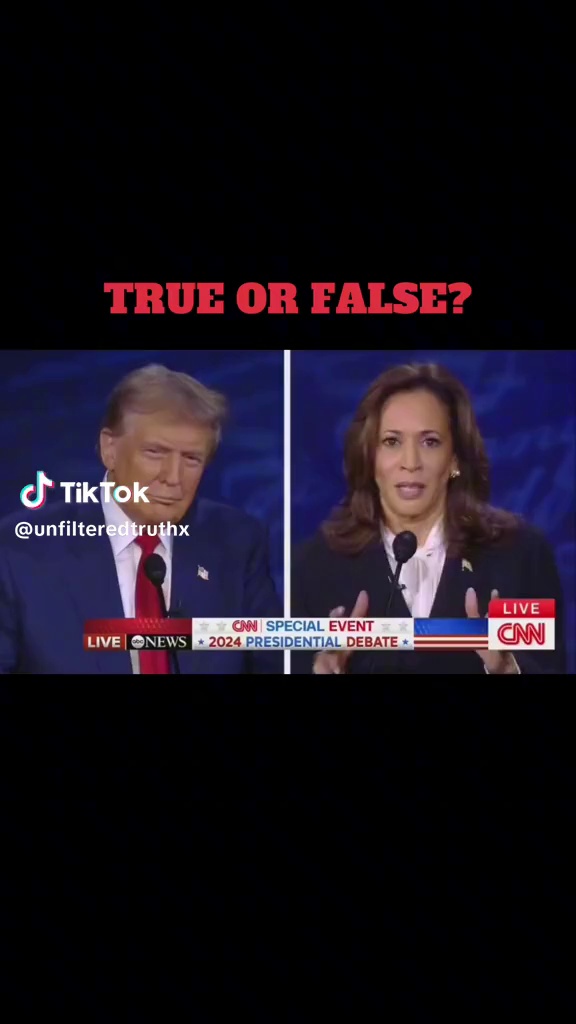 TRUE OR FALSE?
TikTok
@unfilteredtruthx
LIVE
CNN SPECIAL EVENT
LIVE abc NEWS
2024 PRESIDENTIAL DEBATE
CNN